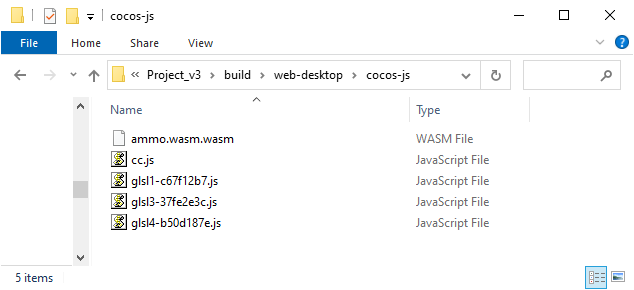 cocos-js
File Home Share View
« Project_v3 › build › web-desktop › cocos-js
Name Type
ammo.wasm.wasm WASM File
cc.js JavaScript File
glsl1-c67f12b7.js JavaScript File
glsl3-37fe2e3c.js JavaScript File
glsl4-b50d187e.js JavaScript File
5 items